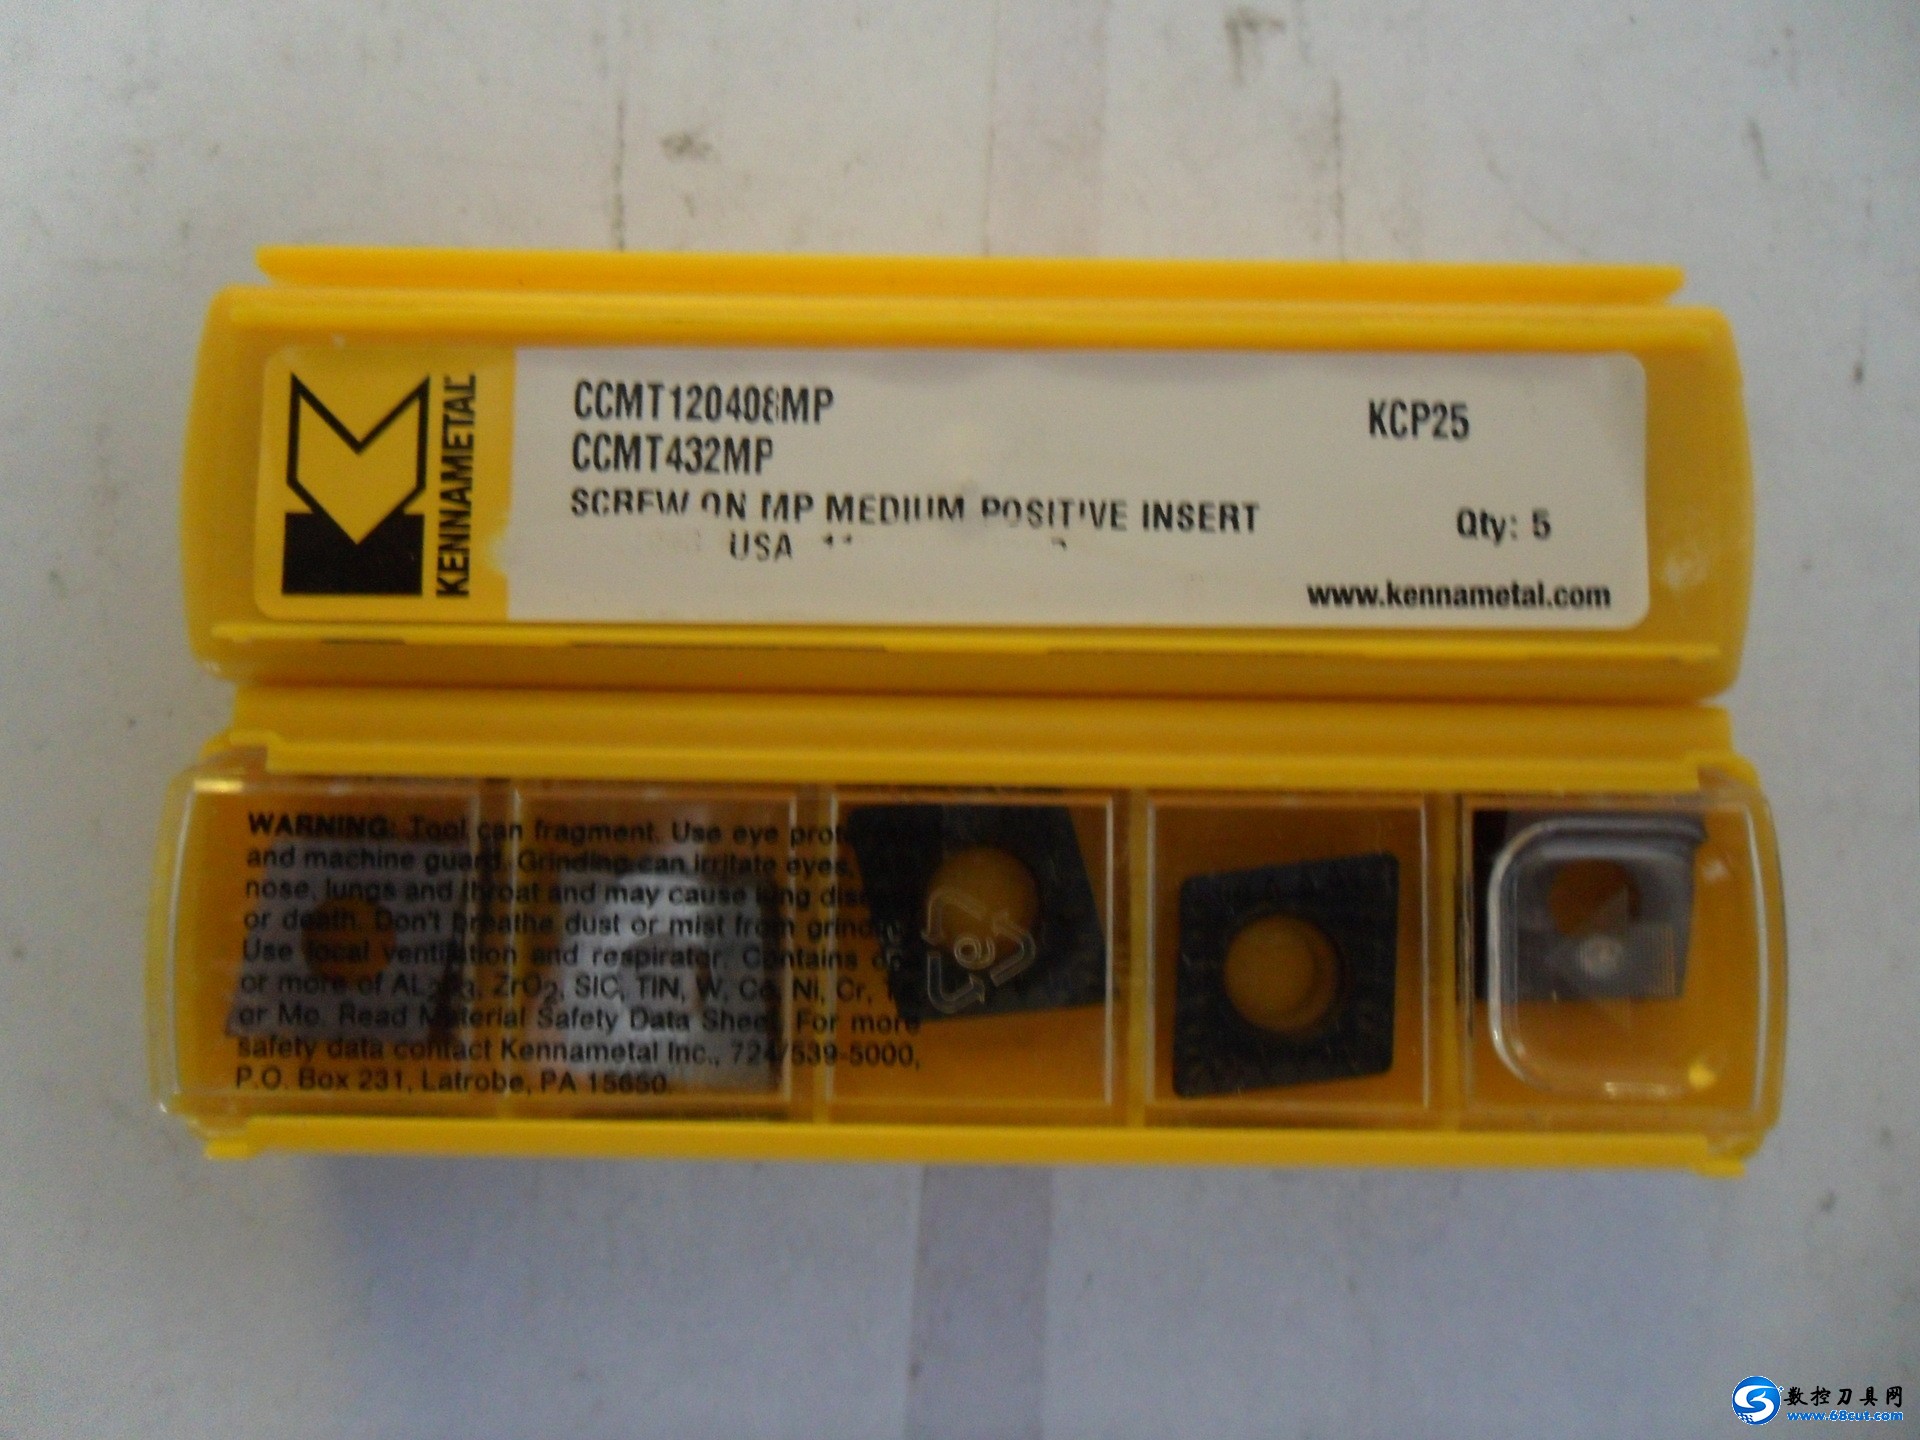 KENNAMETAL
CCMT120408MP
CCMT432MP
KCP25
SCREW ON MP MEDIUM POSITIVE INSERT
USA
Qty: 5
www.kennametal.com
WARNING: Tool can fragment. Use eye
and machine guard. Grinding can irritate eyes,
nose, lungs and throat and may cause lung
or death. Don't breathe dust or mist from
Use local ventilation and respirator. Contains
or more of AL2O3, ZrO2, SIC, TIN, W, Co, Ni, Cr,
or Mo. Read Material Safety Data Sheet. For more
safety data contact Kennametal Inc., 724/539-5000,
P.O. Box 231, Latrobe, PA 15650.
数控刀具网
www.68cut.com